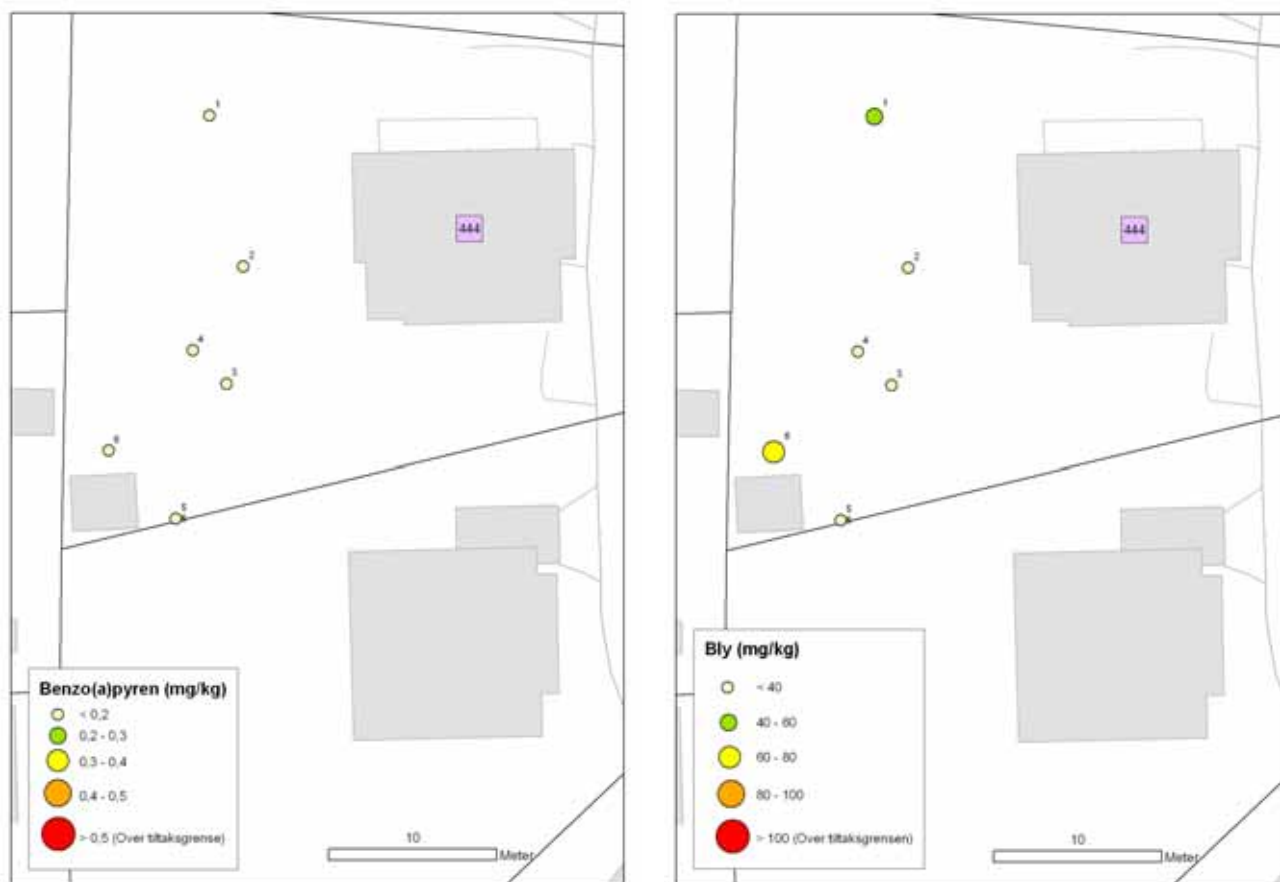 1
444
2
4
3
6
5
Benzo(a)pyren (mg/kg)
< 0,2
0,2 - 0,3
0,3 - 0,4
0,4 - 0,5
> 0,5 (Over tiltaksgrense)
10
Meter
1
444
2
4
3
6
5
Bly (mg/kg)
< 40
40 - 60
60 - 80
80 - 100
> 100 (Over tiltaksgrensen)
10
Meter